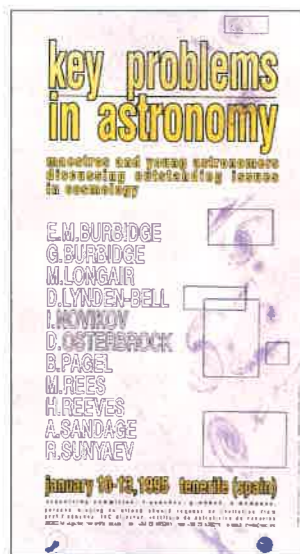 key problems
in astronomy
maestros and young astronomers
discussing outstanding issues
in cosmology
E.M.BURBIDGE
G.BURBIDGE
M.LONGAIR
D.LYNDEN-BELL
I.NOVIKOV
D.OSTERBROCK
B.PAGEL
M.REES
H.REEVES
A.SANDAGE
R.SUNYAEV
january 10-13, 1995 tenerife (spain)